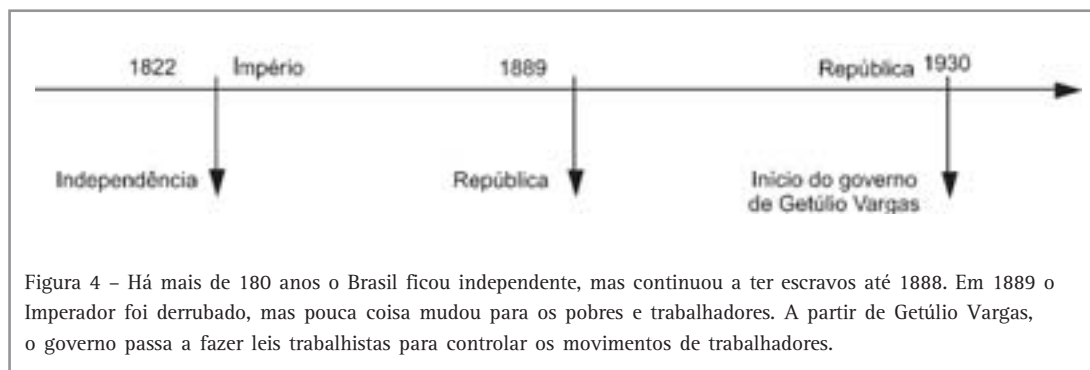 1822 Império 1889 República 1930
Independência República Início do governo
de Getúlio Vargas
Figura 4 – Há mais de 180 anos o Brasil ficou independente, mas continuou a ter escravos até 1888. Em 1889 o
Imperador foi derrubado, mas pouca coisa mudou para os pobres e trabalhadores. A partir de Getúlio Vargas,
o governo passa a fazer leis trabalhistas para controlar os movimentos de trabalhadores.